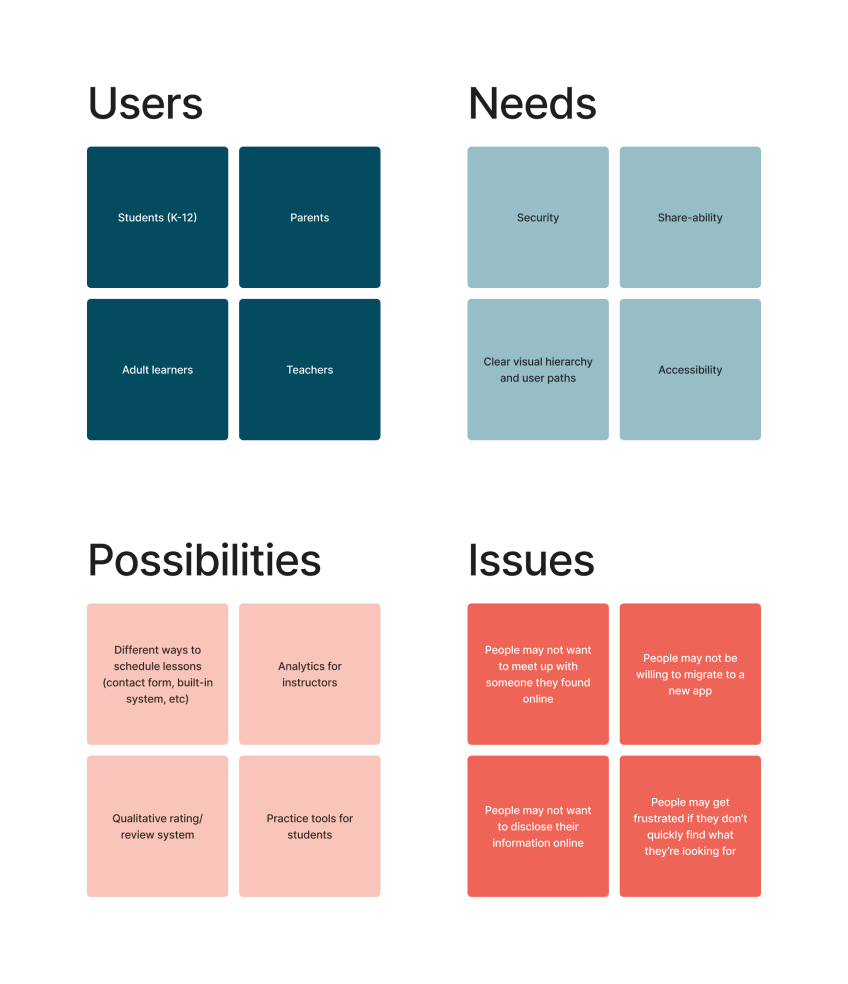 Users
Students (K-12)
Parents
Adult learners
Teachers
Needs
Security
Share-ability
Clear visual hierarchy
and user paths
Accessibility
Possibilities
Different ways to
schedule lessons
(contact form, built-in
system, etc)
Analytics for
instructors
Qualitative rating/
review system
Practice tools for
students
Issues
People may not want
to meet up with
someone they found
online
People may not be
willing to migrate to a
new app
People may not want
to disclose their
information online
People may get
frustrated if they don’t
quickly find what
they’re looking for